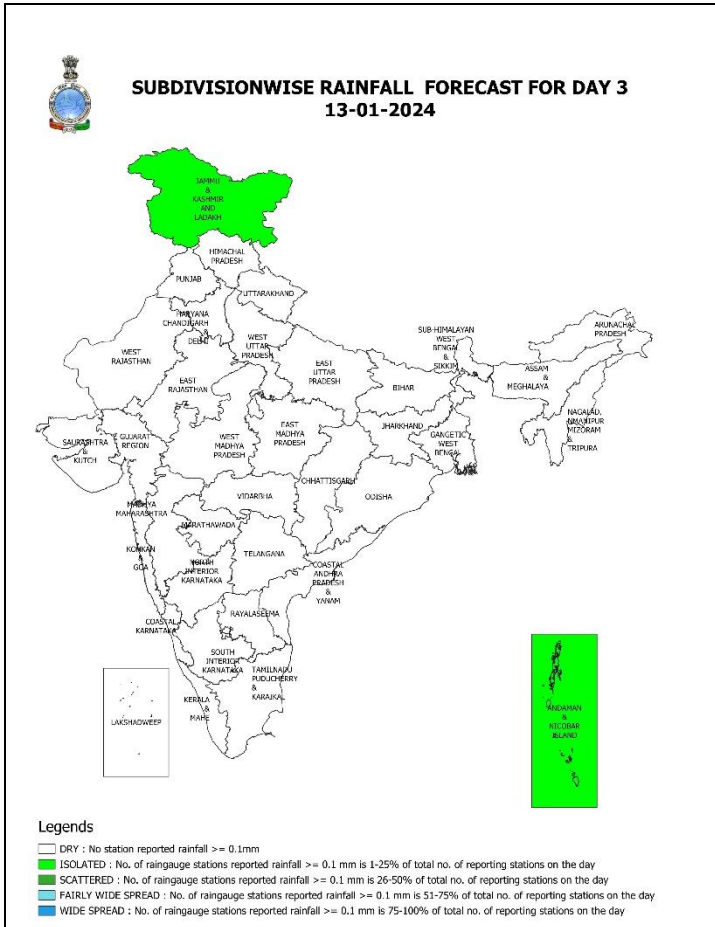 SUBDIVISIONWISE RAINFALL FORECAST FOR DAY 3
13-01-2024
JAMMU
&
KASHMIR
AND
LADAKH
HIMACHAL
PRADESH
PUNJAB
UTTARAKHAND
HARYANA
CHANDIGARH
&
DELHI
WEST
RAJASTHAN
WEST
UTTAR
PRADESH
EAST
UTTAR
PRADESH
SUB-HIMALAYAN
WEST
BENGAL
&
SIKKIM
ARUNACHAL
PRADESH
ASSAM
&
MEGHALAYA
EAST
RAJASTHAN
BIHAR
NAGALAD,
MANIPUR
MIZORAM
&
TRIPURA
SAURASHTRA
&
KUTCH
GUJARAT
REGION
WEST
MADHYA
PRADESH
EAST
MADHYA
PRADESH
JHARKHAND
GANGETIC
WEST
BENGAL
CHHATTISGARH
ODISHA
VIDARBHA
MADHYA
MAHARASHTRA
MARATHAWADA
TELANGANA
KONKAN
&
GOA
NORTH
INTERIOR
KARNATAKA
COASTAL
ANDHRA
PRADESH
&
YANAM
RAYALASEEMA
COASTAL
KARNATAKA
SOUTH
INTERIOR
KARNATAKA
TAMILNADU
PUDUCHERRY
&
KARAIKAL
KERALA
&
MAHE
LAKSHADWEEP
ANDAMAN
&
NICOBAR
ISLAND
Legends
DRY : No station reported rainfall >= 0.1mm
ISOLATED : No. of raingauge stations reported rainfall >= 0.1 mm is 1-25% of total no. of reporting stations on the day
SCATTERED : No. of raingauge stations reported rainfall >= 0.1 mm is 26-50% of total no. of reporting stations on the day
FAIRLY WIDE SPREAD : No. of raingauge stations reported rainfall >= 0.1 mm is 51-75% of total no. of reporting stations on the day
WIDE SPREAD : No. of raingauge stations reported rainfall >= 0.1 mm is 75-100% of total no. of reporting stations on the day